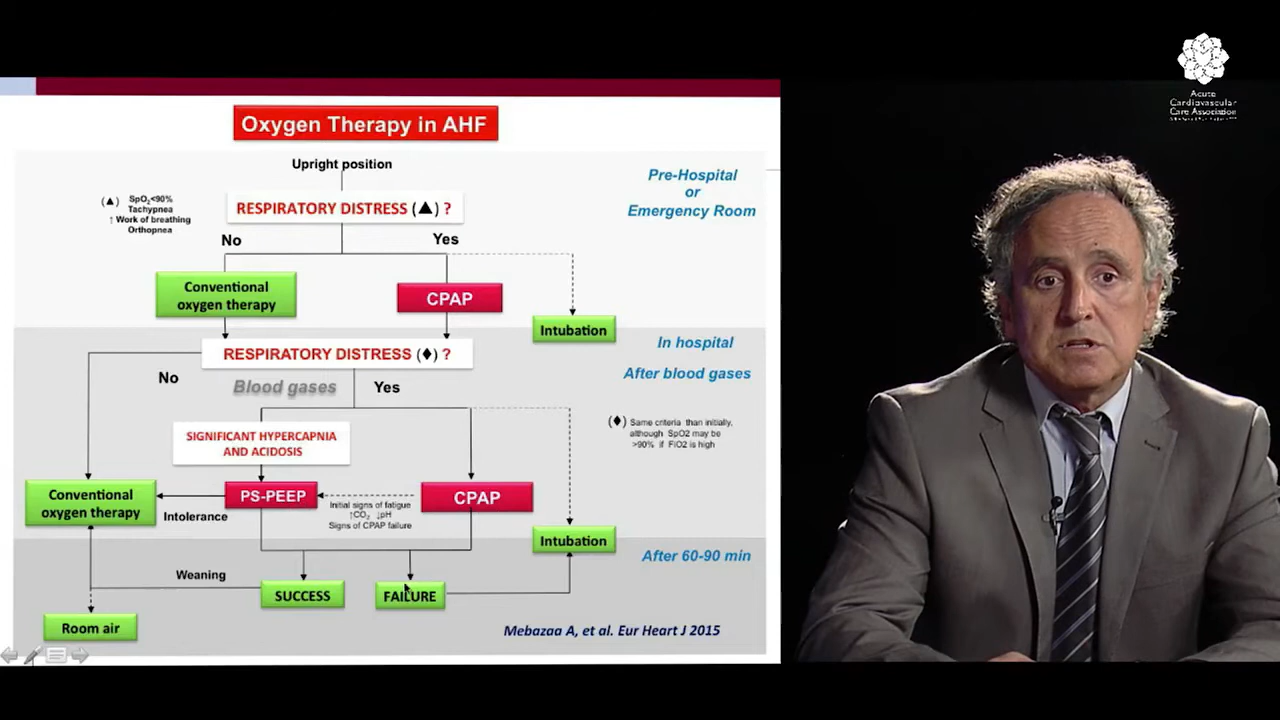 Oxygen Therapy in AHF
Upright position
Pre-Hospital
or
Emergency Room
(▲)
SpO₂<90%
Tachypnea
↑ Work of breathing
Orthopnea
RESPIRATORY DISTRESS (▲) ?
No
Yes
Conventional
oxygen therapy
CPAP
Intubation
In hospital
After blood gases
RESPIRATORY DISTRESS (♦) ?
No
Blood gases
Yes
(♦) Same criteria than initially,
although SpO2 may be
>90% if FiO2 is high
SIGNIFICANT HYPERCAPNIA
AND ACIDOSIS
Conventional
oxygen therapy
Intolerance
PS-PEEP
Initial signs of fatigue
↑CO₂ ↓pH
Signs of CPAP failure
CPAP
Intubation
After 60-90 min
Weaning
SUCCESS
FAILURE
Room air
Mebazaa A, et al. Eur Heart J 2015
Acute
Cardiovascular
Care Association